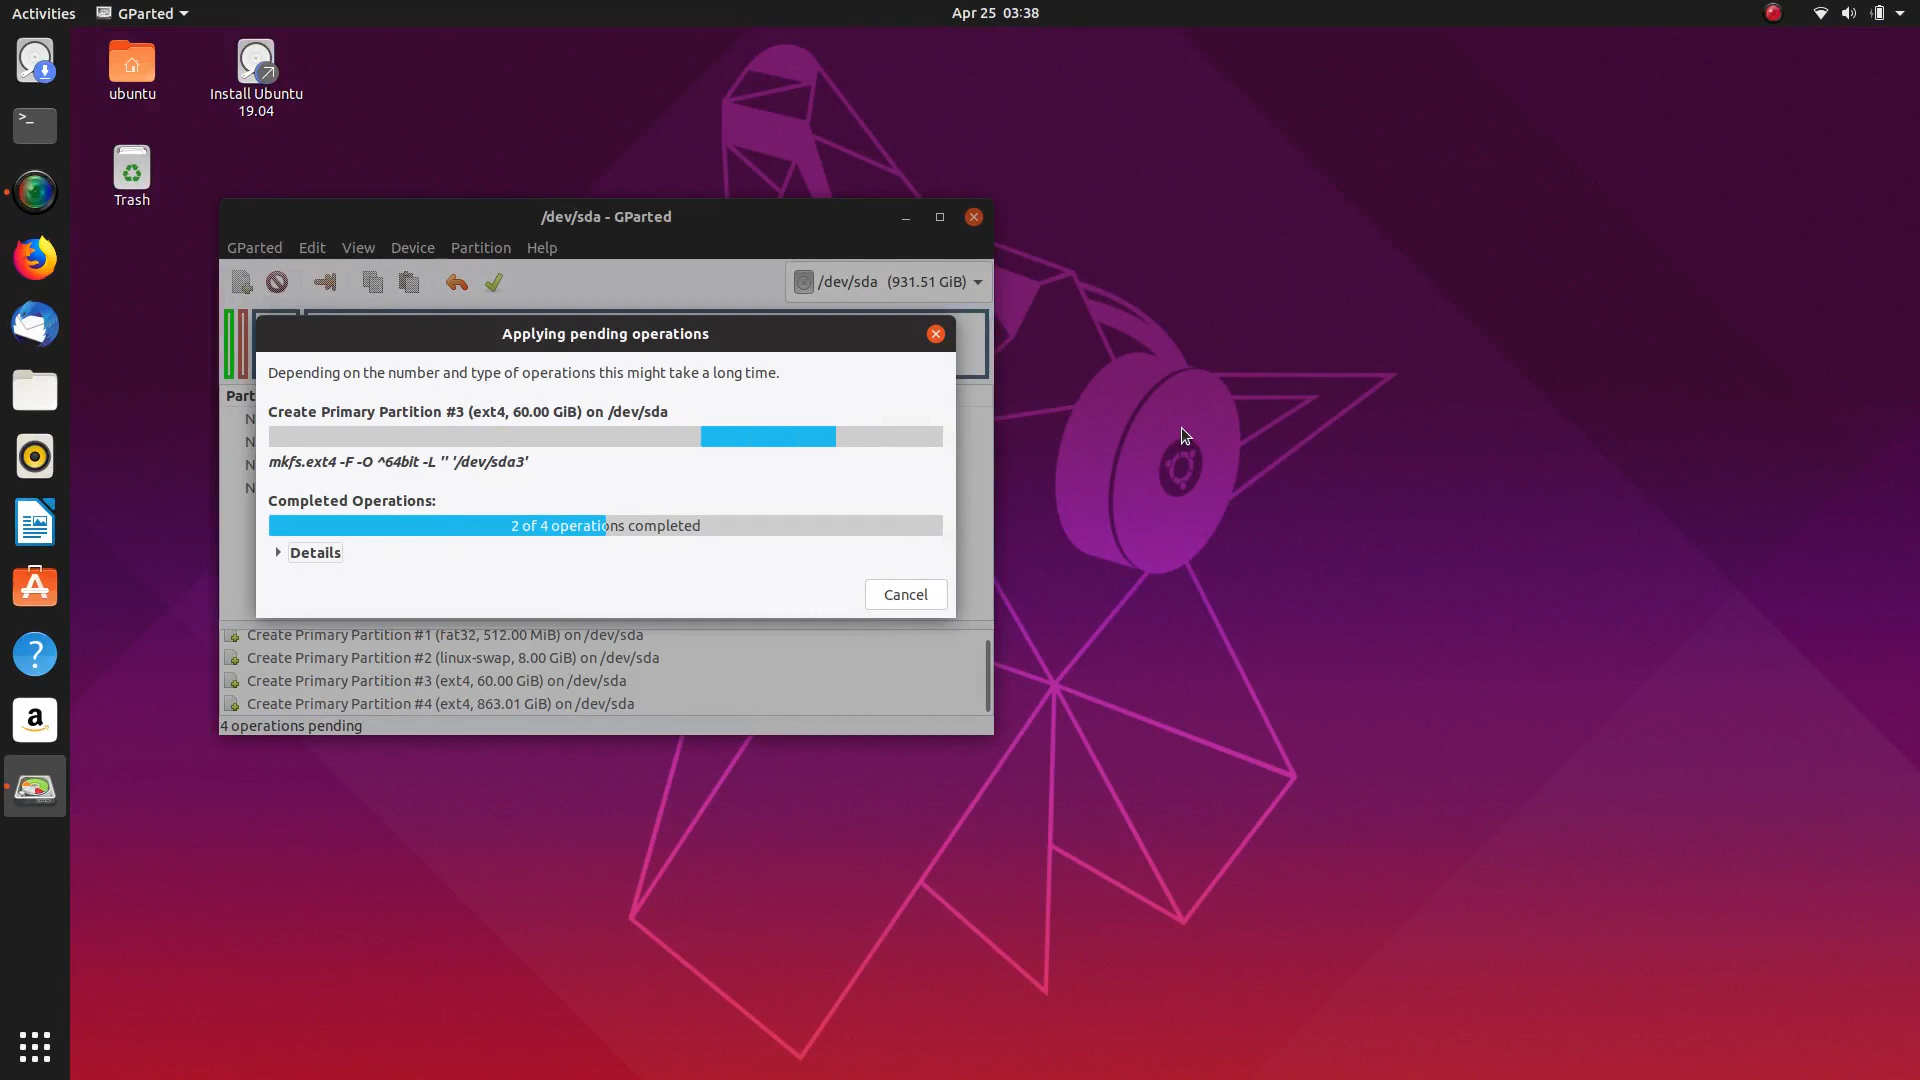 Activities
GParted
Apr 25 03:38
ubuntu
Install Ubuntu
19.04
Trash
/dev/sda - GParted
GParted Edit View Device Partition Help
/dev/sda (931.51 GiB)
Part
N
N
N
N
Applying pending operations
Depending on the number and type of operations this might take a long time.
Create Primary Partition #3 (ext4, 60.00 GiB) on /dev/sda
mkfs.ext4 -F -O ^64bit -L '' '/dev/sda3'
Completed Operations:
2 of 4 operations completed
Details
Cancel
Create Primary Partition #1 (fat32, 512.00 MiB) on /dev/sda
Create Primary Partition #2 (linux-swap, 8.00 GiB) on /dev/sda
Create Primary Partition #3 (ext4, 60.00 GiB) on /dev/sda
Create Primary Partition #4 (ext4, 863.01 GiB) on /dev/sda
4 operations pending